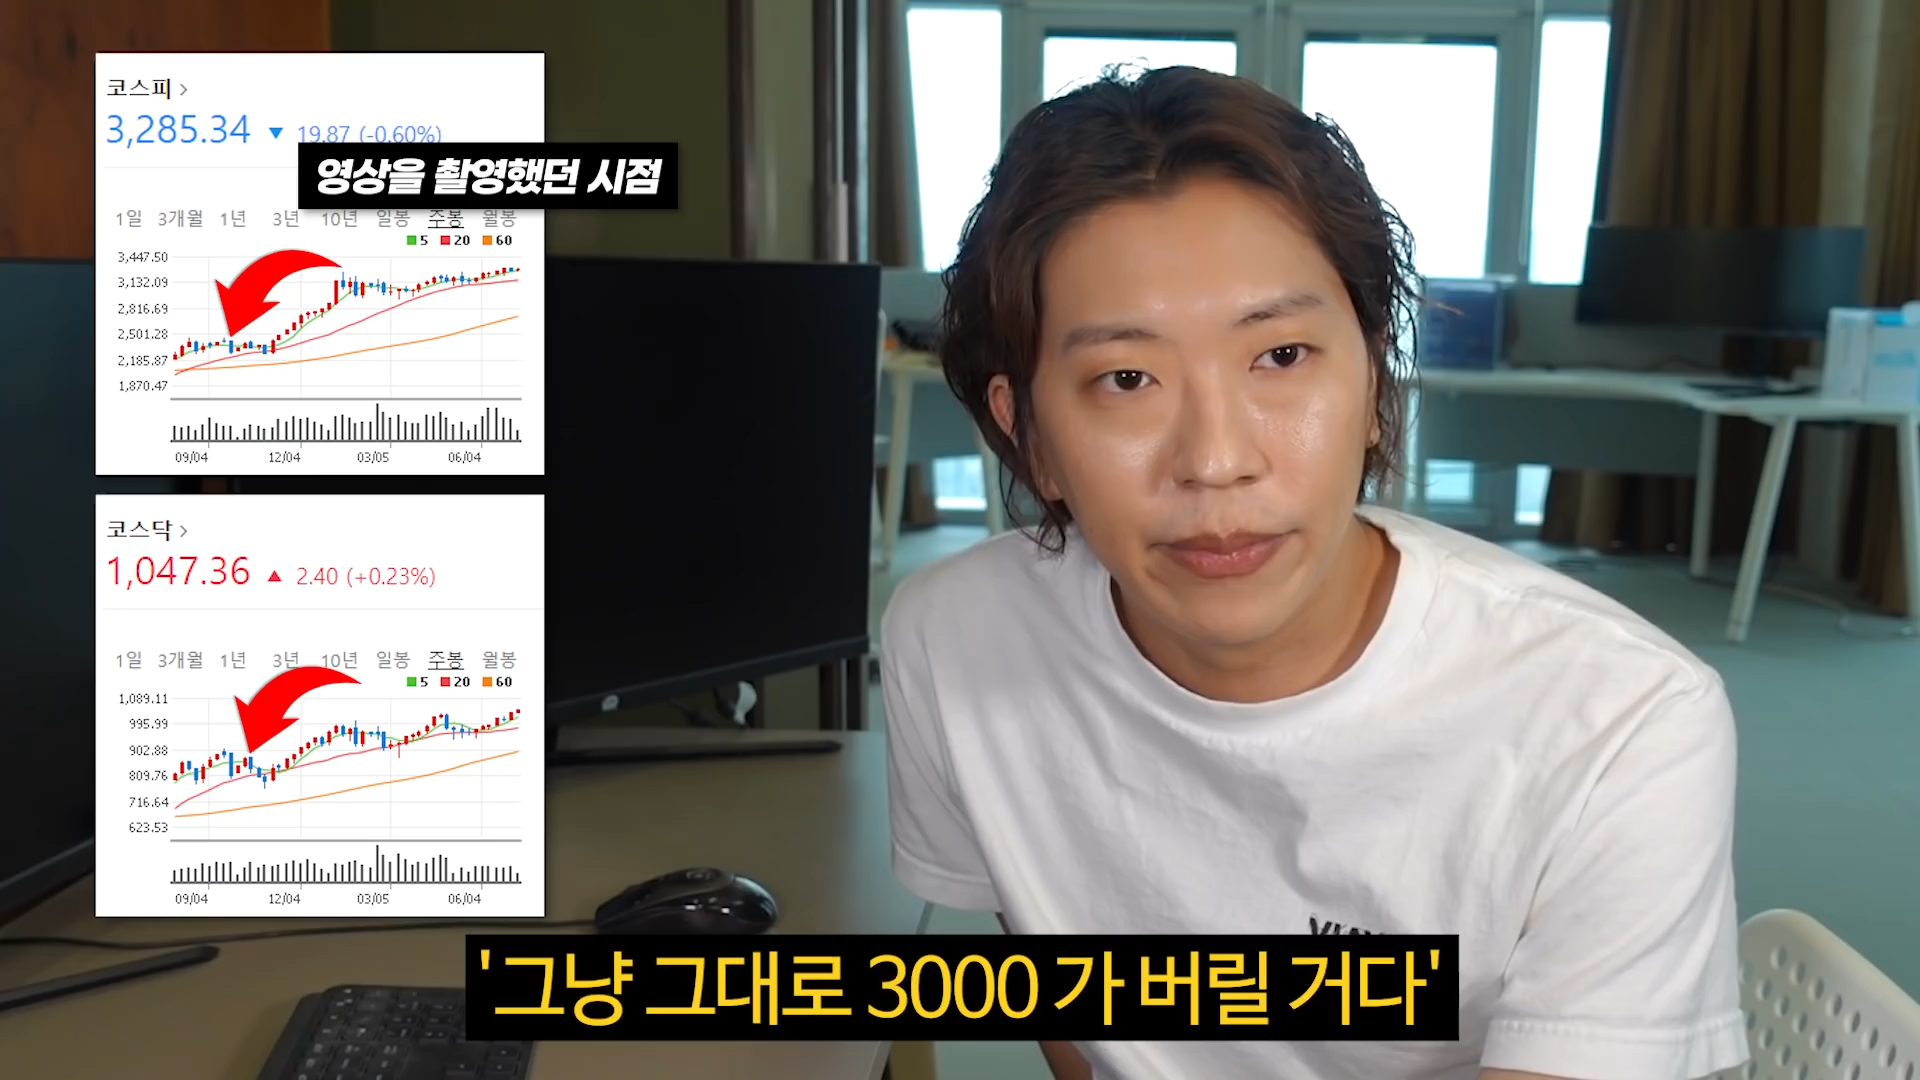 코스피 >
3,285.34 ▼ 19.87 (-0.60%)
영상을 촬영했던 시점
1일 3개월 1년 3년 10년 일봉 주봉 월봉
5 20 60
3,447.50
3,132.09
2,816.69
2,501.28
2,185.87
1,870.47
09/04 12/04 03/05 06/04
코스닥 >
1,047.36 ▲ 2.40 (+0.23%)
1일 3개월 1년 3년 10년 일봉 주봉 월봉
5 20 60
1,089.11
995.99
902.88
809.76
716.64
623.53
09/04 12/04 03/05 06/04
'그냥 그대로 3000 가 버릴 거다'